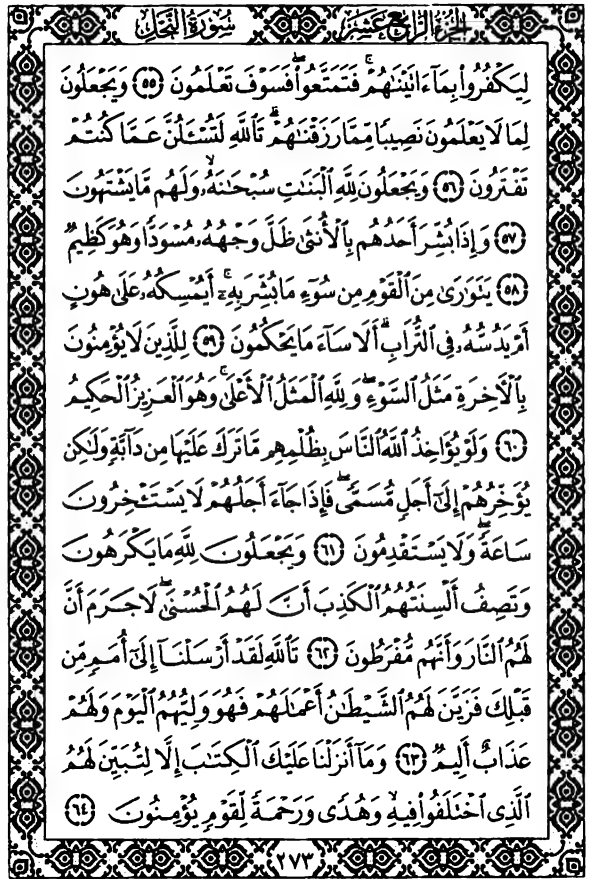 الجزء الرابع عشر سورة النحل
لِيَكْفُرُوا۟ بِمَآ ءَاتَيْنَـٰهُمْ ۚ فَتَمَتَّعُوا۟ ۖ فَسَوْفَ تَعْلَمُونَ ﴿٥٥﴾ وَيَجْعَلُونَ
لِمَا لَا يَعْلَمُونَ نَصِيبًا مِّمَّا رَزَقْنَـٰهُمْ ۗ تَٱللَّهِ لَتُسْـَٔلُنَّ عَمَّا كُنتُمْ
تَفْتَرُونَ ﴿٥٦﴾ وَيَجْعَلُونَ لِلَّهِ ٱلْبَنَـٰتِ سُبْحَـٰنَهُۥ ۙ وَلَهُم مَّا يَشْتَهُونَ
﴿٥٧﴾ وَإِذَا بُشِّرَ أَحَدُهُم بِٱلْأُنثَىٰ ظَلَّ وَجْهُهُۥ مُسْوَدًّا وَهُوَ كَظِيمٌ
﴿٥٨﴾ يَتَوَٰرَىٰ مِنَ ٱلْقَوْمِ مِن سُوٓءِ مَا بُشِّرَ بِهِۦٓ ۚ أَيُمْسِكُهُۥ عَلَىٰ هُونٍ
أَمْ يَدُسُّهُۥ فِى ٱلتُّرَابِ ۗ أَلَا سَآءَ مَا يَحْكُمُونَ ﴿٥٩﴾ لِلَّذِينَ لَا يُؤْمِنُونَ
بِٱلْـَٔاخِرَةِ مَثَلُ ٱلسَّوْءِ ۖ وَلِلَّهِ ٱلْمَثَلُ ٱلْأَعْلَىٰ ۚ وَهُوَ ٱلْعَزِيزُ ٱلْحَكِيمُ
﴿٦٠﴾ وَلَوْ يُؤَاخِذُ ٱللَّهُ ٱلنَّاسَ بِظُلْمِهِم مَّا تَرَكَ عَلَيْهَا مِن دَآبَّةٍ وَلَـٰكِن
يُؤَخِّرُهُمْ إِلَىٰٓ أَجَلٍ مُّسَمًّى ۖ فَإِذَا جَآءَ أَجَلُهُمْ لَا يَسْتَـْٔخِرُونَ
سَاعَةً ۖ وَلَا يَسْتَقْدِمُونَ ﴿٦١﴾ وَيَجْعَلُونَ لِلَّهِ مَا يَكْرَهُونَ
وَتَصِفُ أَلْسِنَتُهُمُ ٱلْكَذِبَ أَنَّ لَهُمُ ٱلْحُسْنَىٰ ۖ لَا جَرَمَ أَنَّ
لَهُمُ ٱلنَّارَ وَأَنَّهُم مُّفْرَطُونَ ﴿٦٢﴾ تَٱللَّهِ لَقَدْ أَرْسَلْنَآ إِلَىٰٓ أُمَمٍ مِّن
قَبْلِكَ فَزَيَّنَ لَهُمُ ٱلشَّيْطَـٰنُ أَعْمَـٰلَهُمْ فَهُوَ وَلِيُّهُمُ ٱلْيَوْمَ وَلَهُمْ
عَذَابٌ أَلِيمٌ ﴿٦٣﴾ وَمَآ أَنزَلْنَا عَلَيْكَ ٱلْكِتَـٰبَ إِلَّا لِتُبَيِّنَ لَهُمُ
ٱلَّذِى ٱخْتَلَفُوا۟ فِيهِ ۙ وَهُدًى وَرَحْمَةً لِّقَوْمٍ يُؤْمِنُونَ ﴿٦٤﴾
٢٧٣